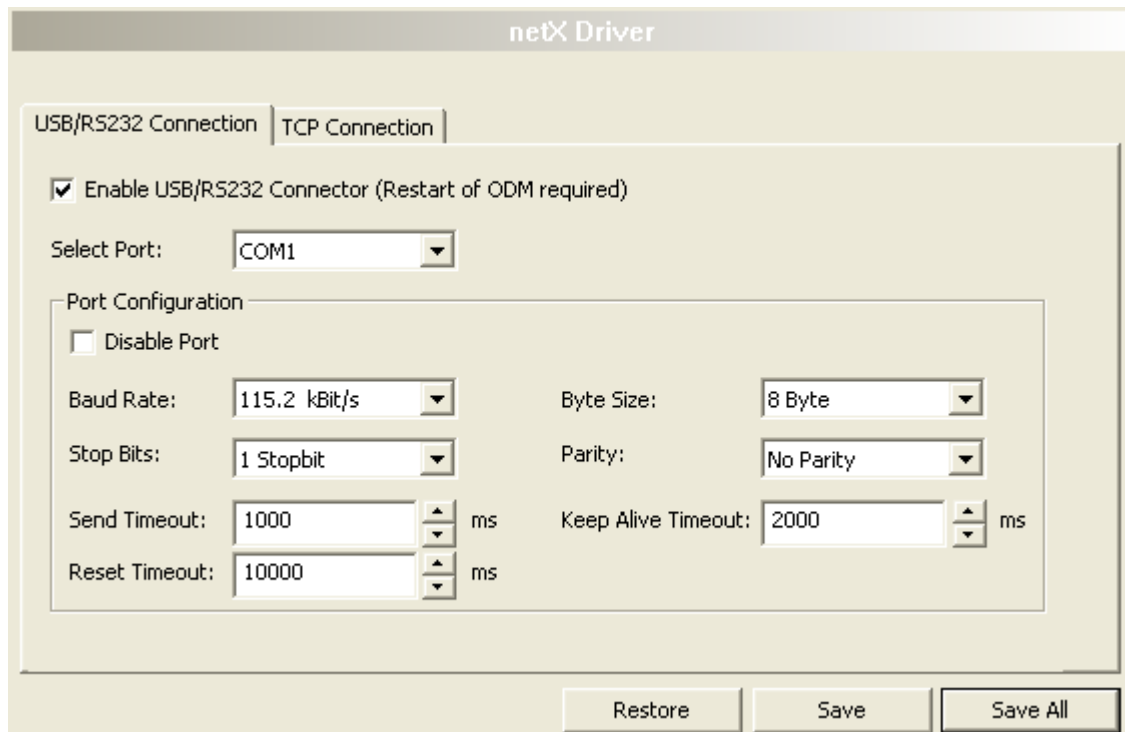 netX Driver
USB/RS232 Connection TCP Connection
Enable USB/RS232 Connector (Restart of ODM required)
Select Port: COM1
Port Configuration
Disable Port
Baud Rate: 115.2 kBit/s Byte Size: 8 Byte
Stop Bits: 1 Stopbit Parity: No Parity
Send Timeout: 1000 ms Keep Alive Timeout: 2000 ms
Reset Timeout: 10000 ms
Restore Save Save All